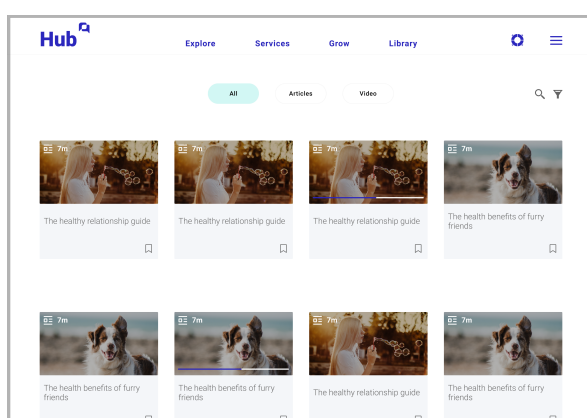 Hub
Explore Services Grow Library
All Articles Video
7m 7m 7m 7m
The healthy relationship guide
The healthy relationship guide
The healthy relationship guide
The health benefits of furry
friends
7m 7m 7m 7m
The health benefits of furry
friends
The health benefits of furry
friends
The healthy relationship guide
The health benefits of furry
friends